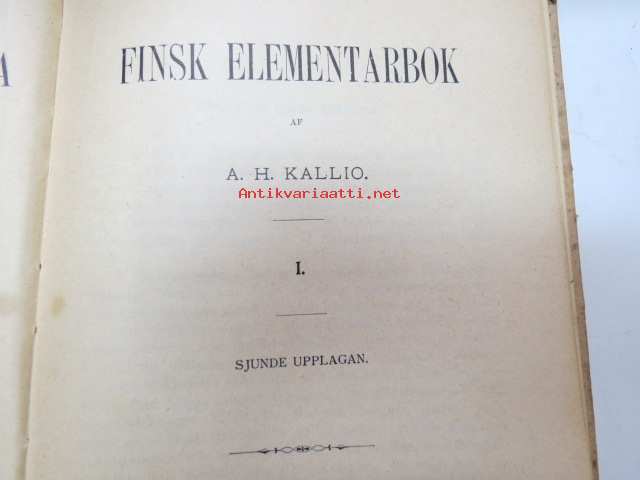 FINSK ELEMENTARBOK
AF
A. H. KALLIO.
Antikvariaatti.net
I.
SJUNDE UPPLAGAN.